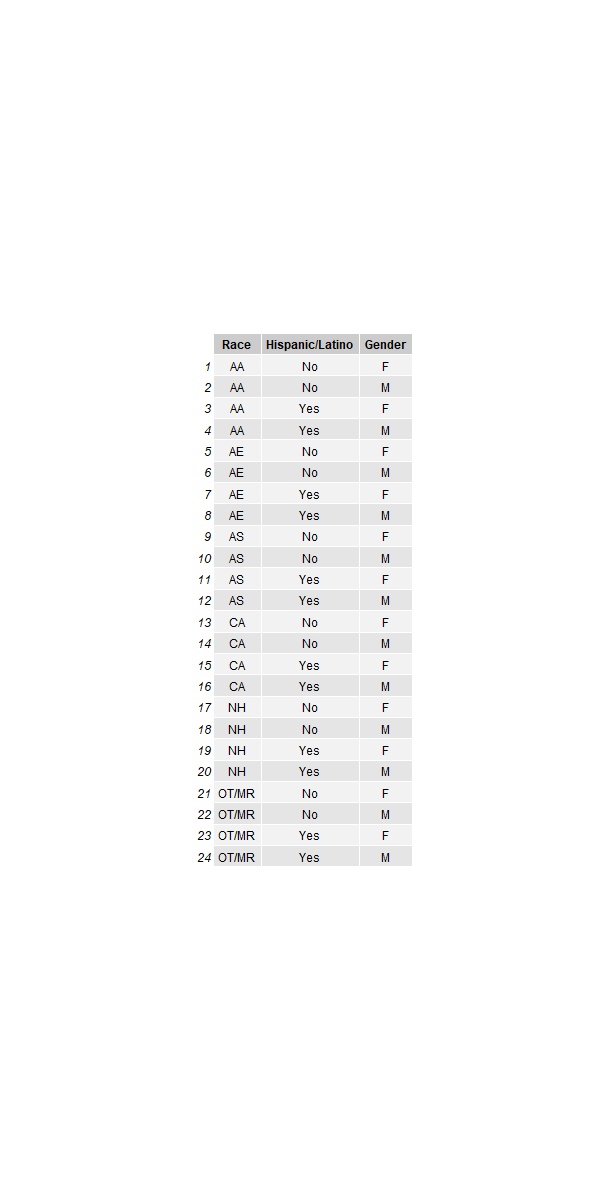 Race Hispanic/Latino Gender
1 AA No F
2 AA No M
3 AA Yes F
4 AA Yes M
5 AE No F
6 AE No M
7 AE Yes F
8 AE Yes M
9 AS No F
10 AS No M
11 AS Yes F
12 AS Yes M
13 CA No F
14 CA No M
15 CA Yes F
16 CA Yes M
17 NH No F
18 NH No M
19 NH Yes F
20 NH Yes M
21 OT/MR No F
22 OT/MR No M
23 OT/MR Yes F
24 OT/MR Yes M